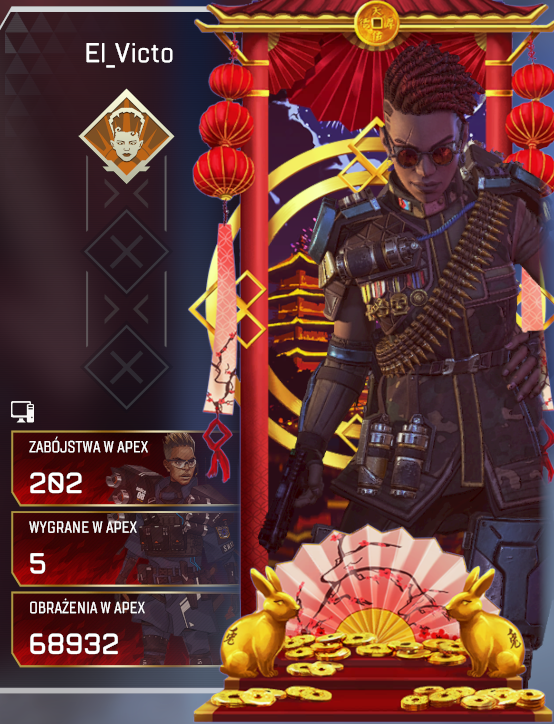 El_Victo
ZABÓJSTWA W APEX
202
WYGRANE W APEX
5
OBRAŻENIA W APEX
68932